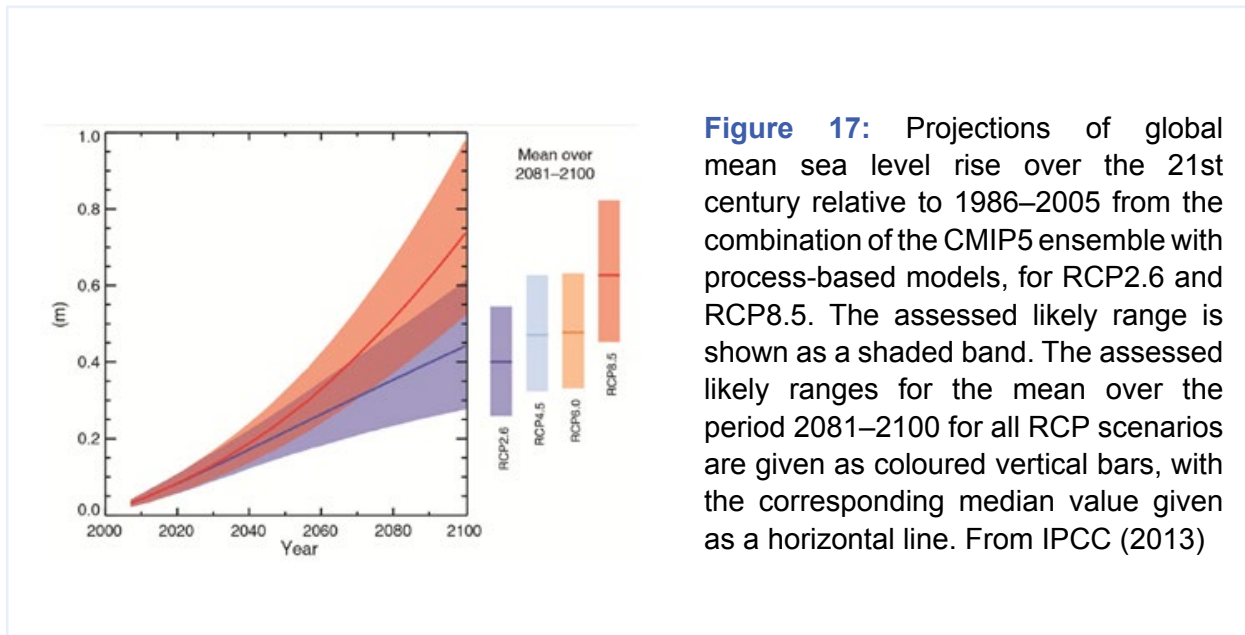 1.0
0.8
0.6
0.4
0.2
0.0
(m)
2000 2020 2040 2060 2080 2100
Year
Mean over
2081–2100
RCP2.6
RCP4.5
RCP6.0
RCP8.5
Figure 17: Projections of global
mean sea level rise over the 21st
century relative to 1986–2005 from the
combination of the CMIP5 ensemble with
process-based models, for RCP2.6 and
RCP8.5. The assessed likely range is
shown as a shaded band. The assessed
likely ranges for the mean over the
period 2081–2100 for all RCP scenarios
are given as coloured vertical bars, with
the corresponding median value given
as a horizontal line. From IPCC (2013)